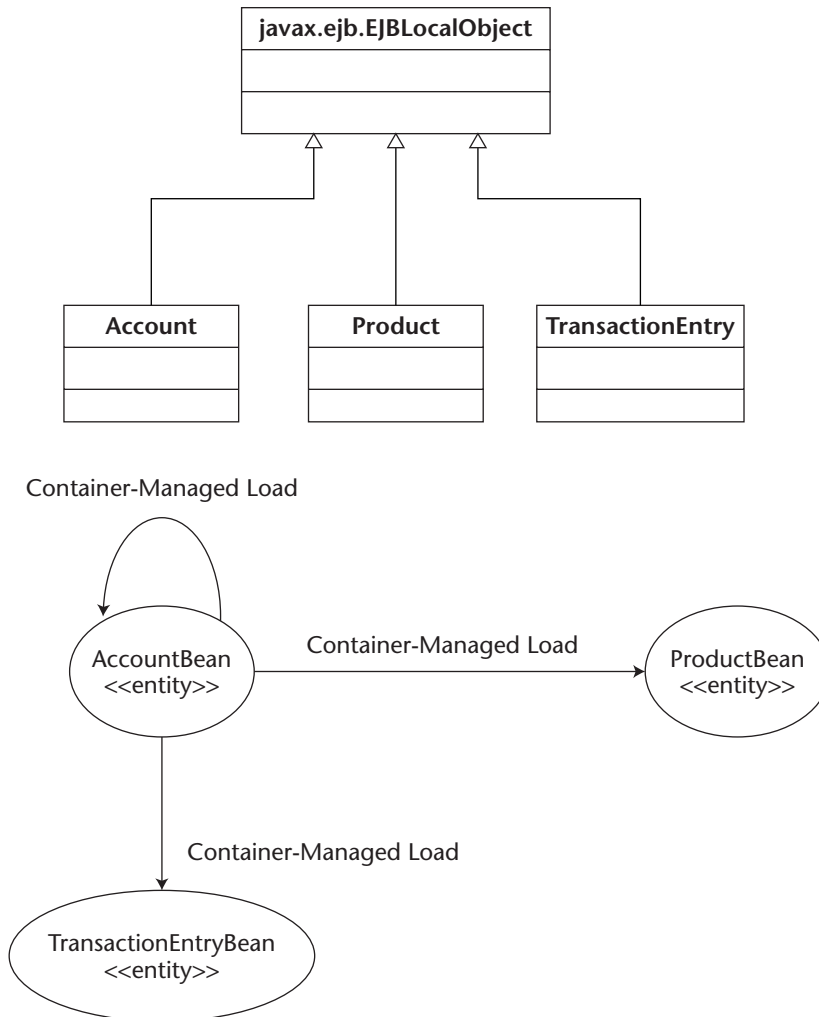 javax.ejb.EJBLocalObject
Account
Product
TransactionEntry
Container-Managed Load
AccountBean
<<entity>>
Container-Managed Load
ProductBean
<<entity>>
Container-Managed Load
TransactionEntryBean
<<entity>>